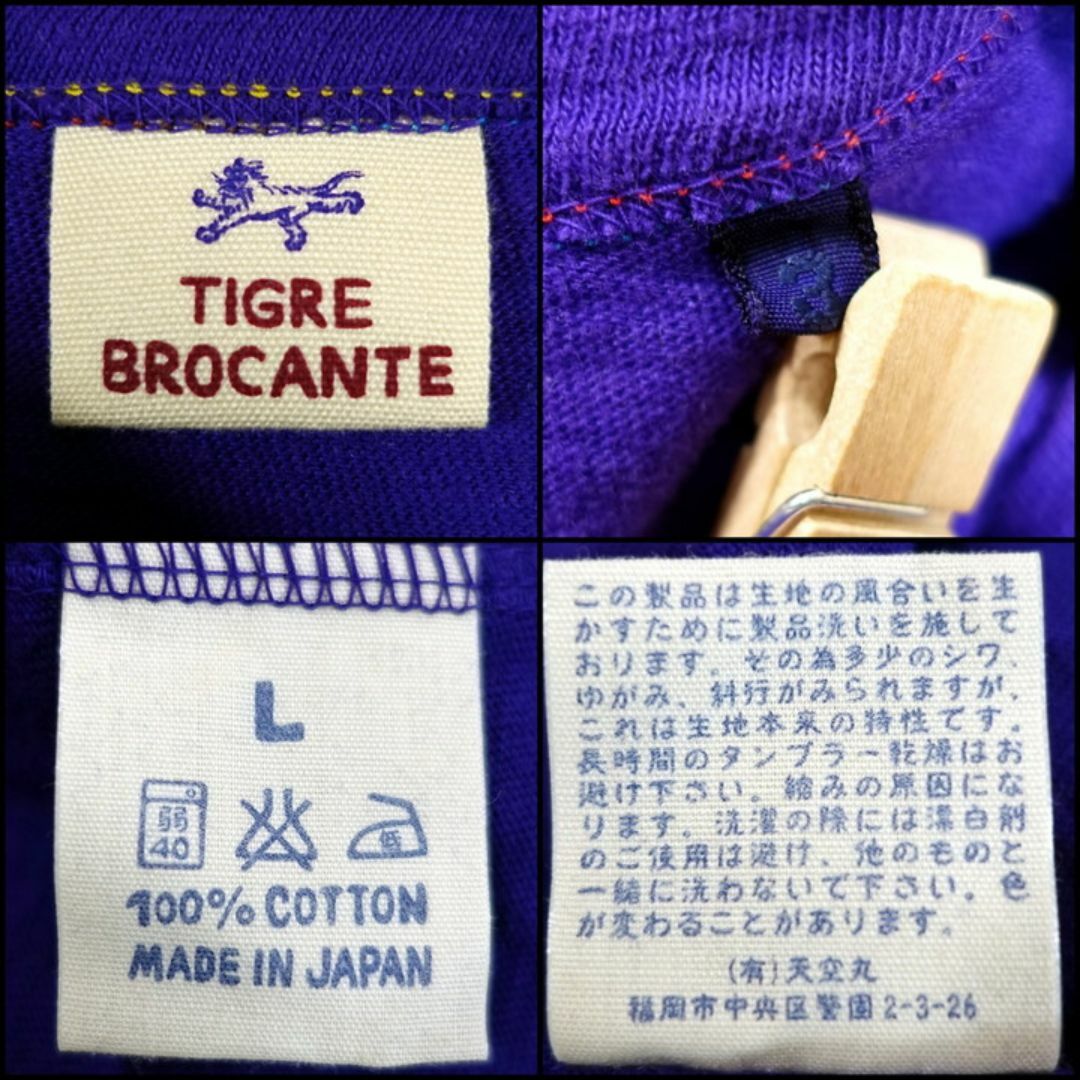 TIGRE
BROCANTE
3
L
弱
40
低
100% COTTON
MADE IN JAPAN
この製品は生地の風合いを生
かすために製品洗いを施して
おります。その為多少のシワ、
ゆがみ、斜行がみられますが、
これは生地本来の特性です。
長時間のタンブラー乾燥はお
避け下さい。縮みの原因にな
ります。洗濯の際には漂白剤
のご使用は避け、他のものと
一緒に洗わないで下さい。色
が変わることがあります。
(有)天空丸
福岡市中央区警固2-3-26